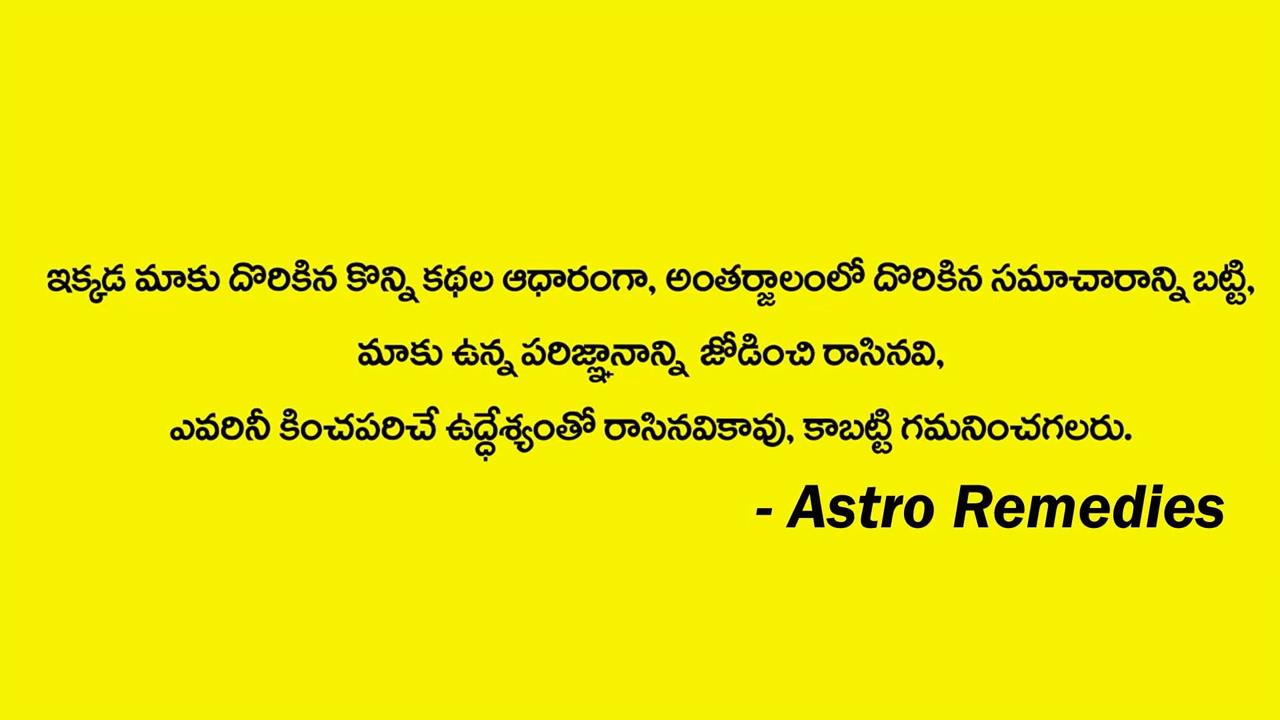 ఇక్కడ మాకు దొరికిన కొన్ని కథల ఆధారంగా, అంతర్జాలంలో దొరికిన సమాచారాన్ని బట్టి,
మాకు ఉన్న పరిజ్ఞానాన్ని జోడించి రాసినవి,
ఎవరినీ కించపరిచే ఉద్ధేశ్యంతో రాసినవికావు, కాబట్టి గమనించగలరు.
- Astro Remedies